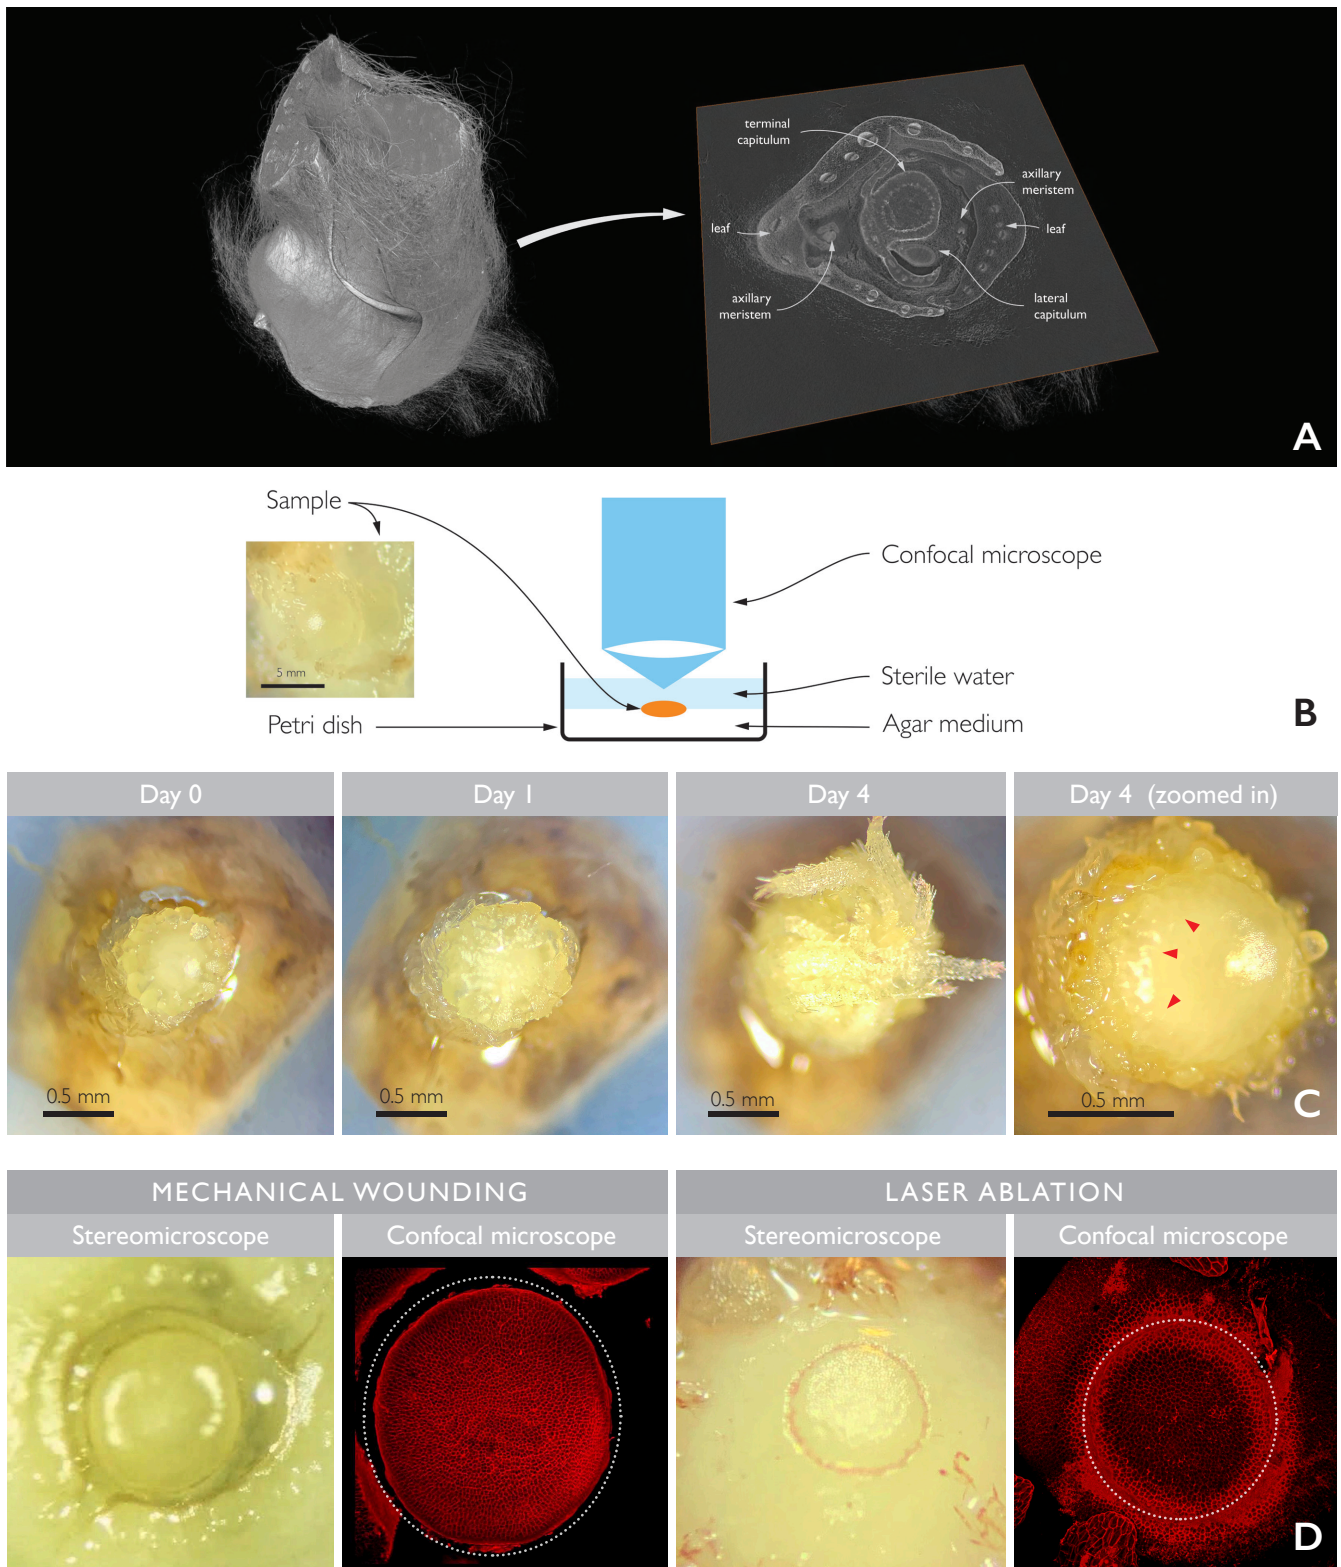 terminal
capitulum
axillary
meristem
leaf
leaf
axillary
meristem
lateral
capitulum
A
Sample
Confocal microscope
5 mm
Sterile water
Petri dish
Agar medium
B
Day 0
Day 1
Day 4
Day 4 (zoomed in)
0.5 mm
0.5 mm
0.5 mm
0.5 mm
C
MECHANICAL WOUNDING
LASER ABLATION
Stereomicroscope
Confocal microscope
Stereomicroscope
Confocal microscope
D